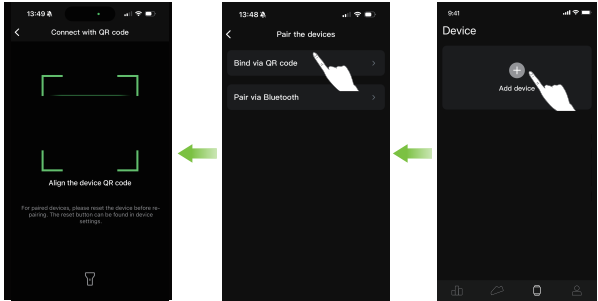 13:49
Connect with QR code
Align the device QR code
For paired devices, please reset the device before re-
pairing. The reset button can be found in device
settings.
13:48
Pair the devices
Bind via QR code
Pair via Bluetooth
9:41
Device
Add device